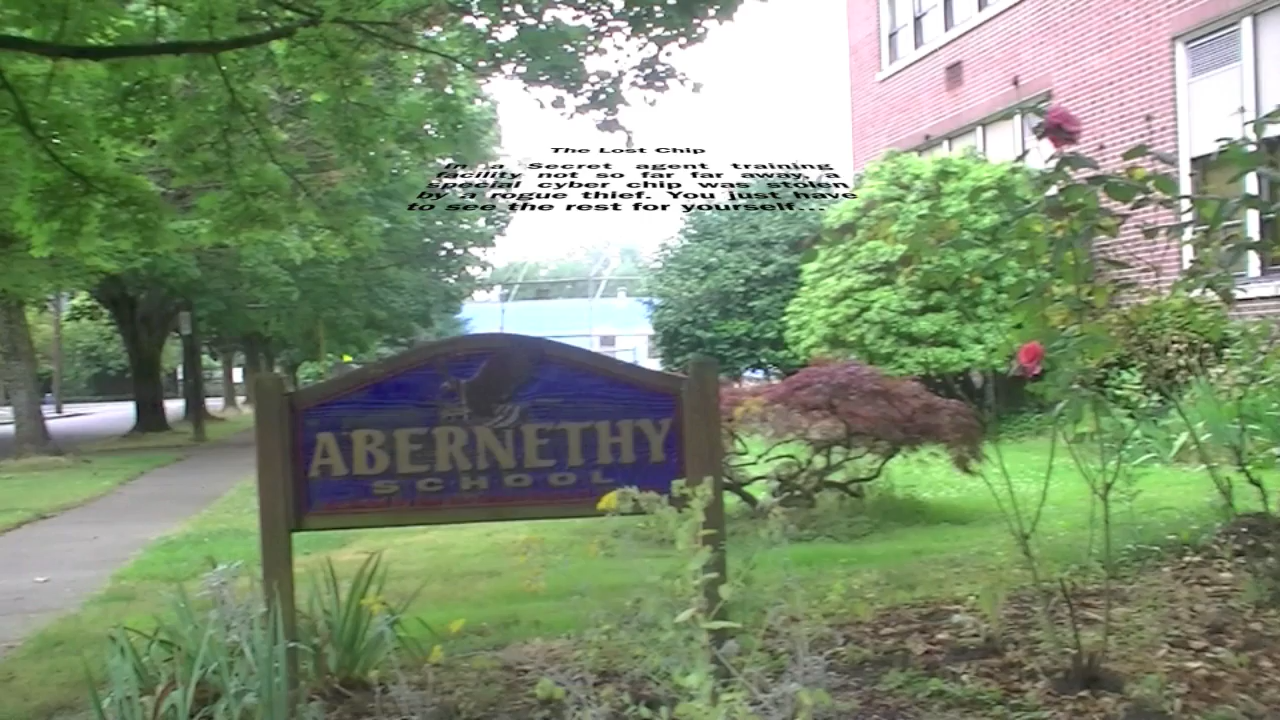 The Lost Chip
In a Secret agent training
facility not so far far away, a
special cyber chip was stolen
by a rogue thief. You just have
to see the rest for yourself...
ABERNETHY
SCHOOL